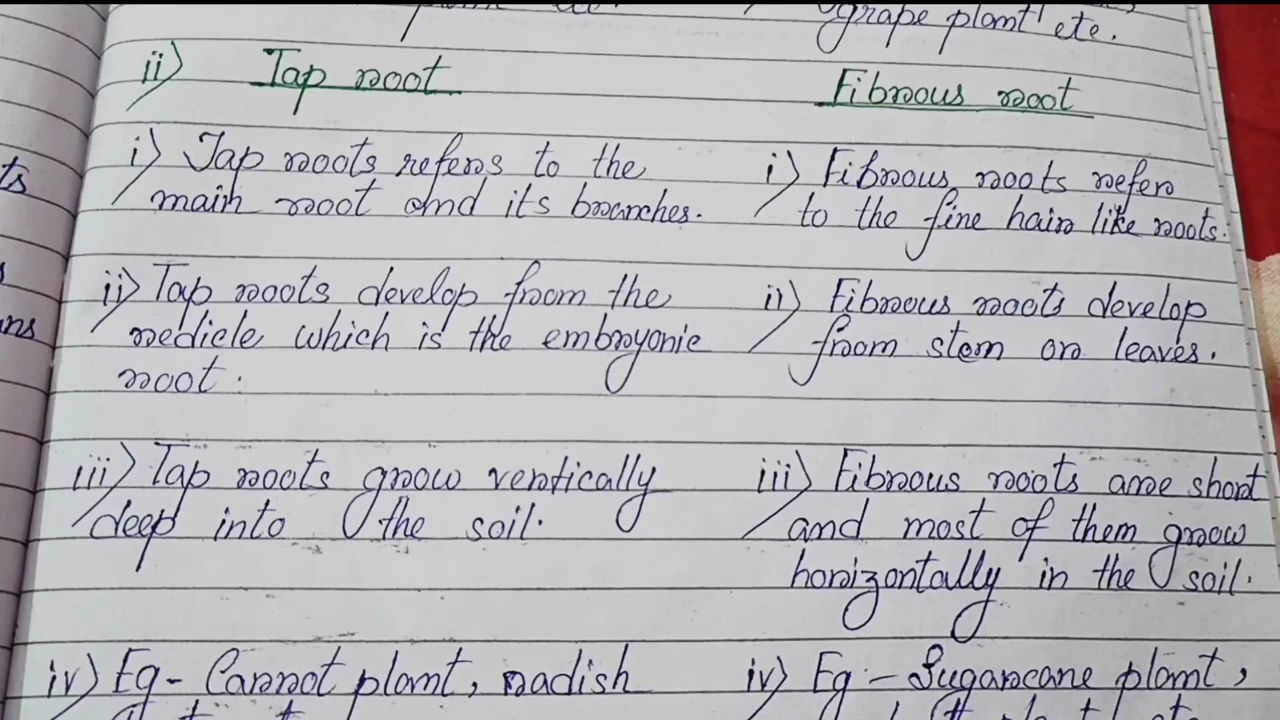 grape plant etc.
ii) Tap root Fibrous root
i) Tap roots refers to the
main root and its branches.
i) Fibrous roots refer
to the fine hair like roots.
ii) Tap roots develop from the
redicle which is the embryonic
root.
ii) Fibrous roots develop
from stem or leaves.
iii) Tap roots grow vertically
deep into the soil.
iii) Fibrous roots are short
and most of them grow
horizontally in the soil.
iv) Eg- Carrot plant, radish
iv) Eg - Sugarcane plant,